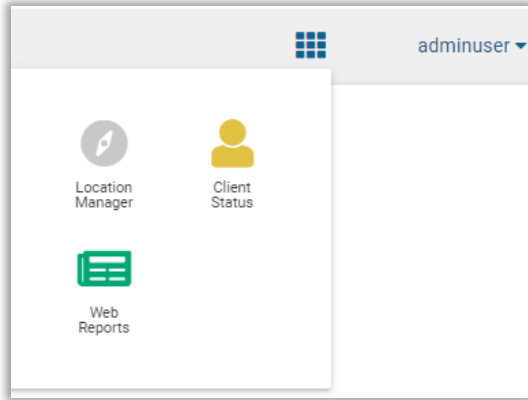 adminuser
Location
Manager
Client
Status
Web
Reports